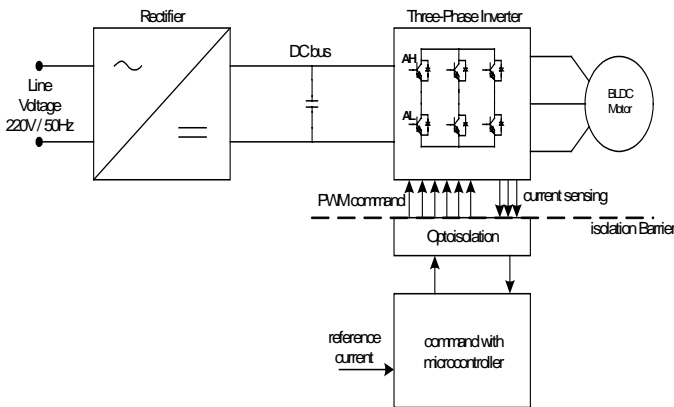 Rectifier
Three-Phase Inverter
DC bus
AH
AL
Line
Voltage
220V / 50Hz
BLDC
Motor
PWM command
current sensing
isolation Barrier
Optoisolation
reference
current
command with
microcontroller